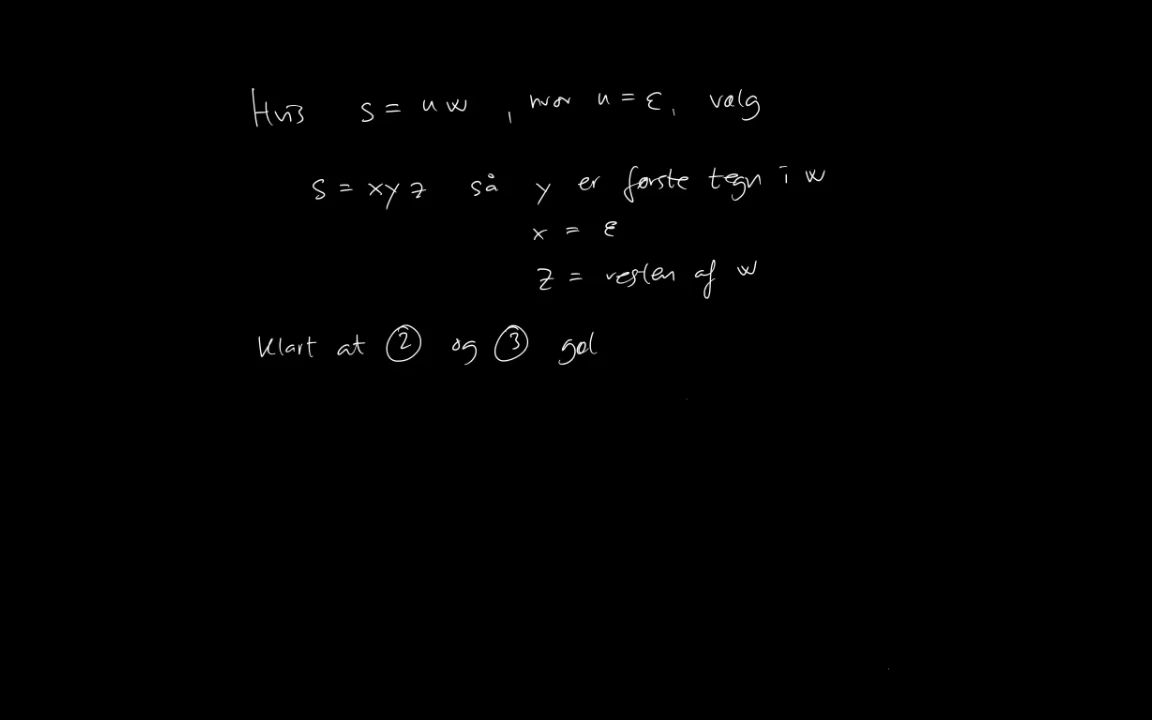 Hvis s = uw, hvor u = ε, vælg
s = xyz så y er første tegn i w
x = ε
z = resten af w
Klart at ② og ③ gæl